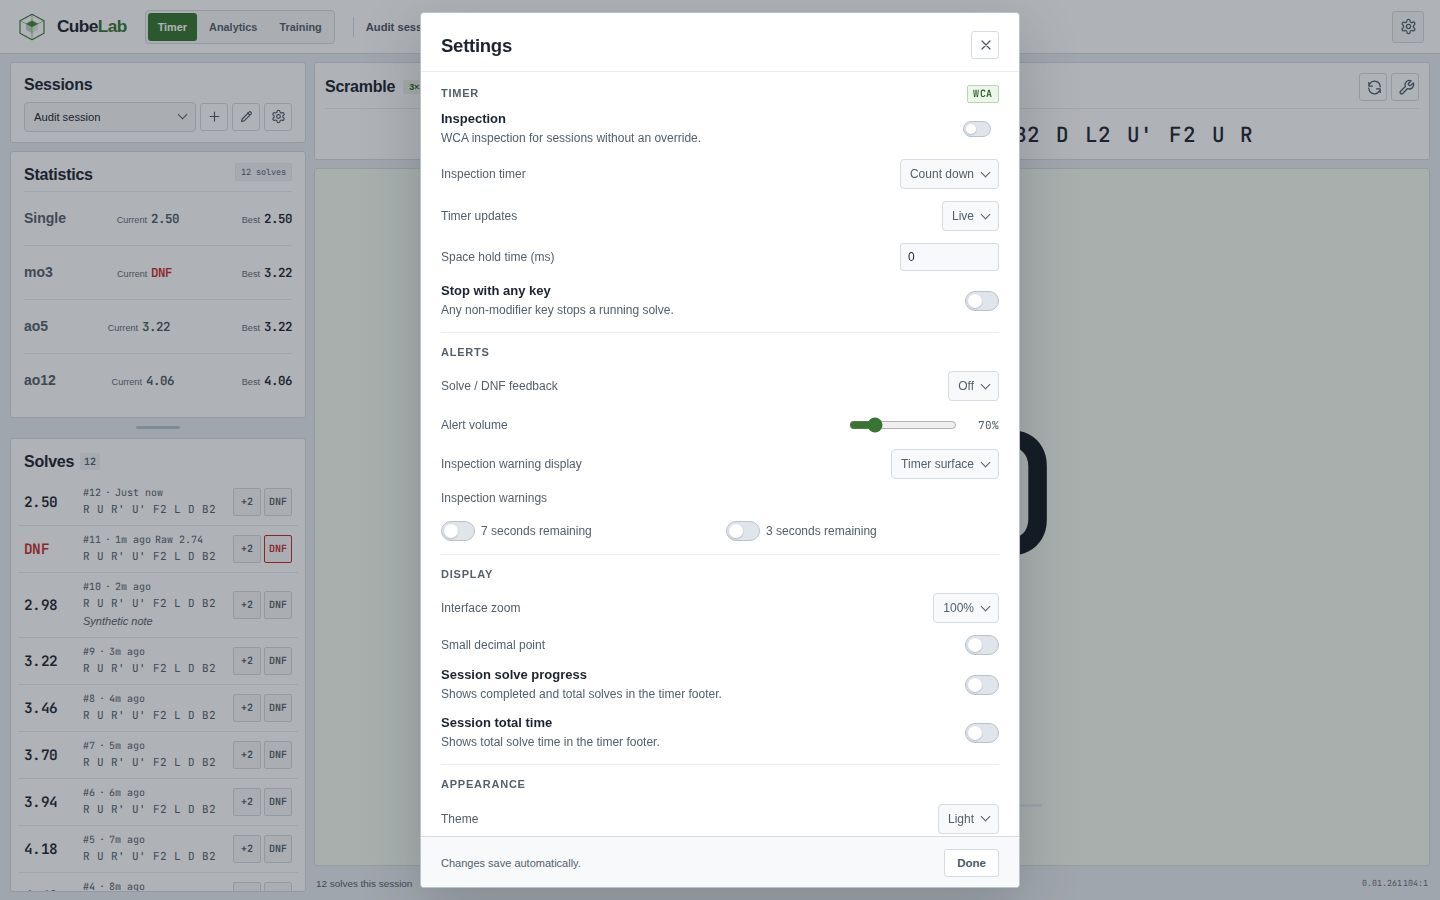 CubeLab
Timer
Analytics
Training
Audit sess
Sessions
Audit session
Statistics
12 solves
Single Current 2.50 Best 2.50
mo3 Current DNF Best 3.22
ao5 Current 3.22 Best 3.22
ao12 Current 4.06 Best 4.06
Solves 12
2.50 #12 · Just now +2 DNF
R U R' U' F2 L D B2
DNF #11 · 1m ago Raw 2.74 +2 DNF
R U R' U' F2 L D B2
2.98 #10 · 2m ago +2 DNF
R U R' U' F2 L D B2
Synthetic note
3.22 #9 · 3m ago +2 DNF
R U R' U' F2 L D B2
3.46 #8 · 4m ago +2 DNF
R U R' U' F2 L D B2
3.70 #7 · 5m ago +2 DNF
R U R' U' F2 L D B2
3.94 #6 · 6m ago +2 DNF
R U R' U' F2 L D B2
4.18 #5 · 7m ago +2 DNF
R U R' U' F2 L D B2
#4 · 8m ago
Scramble 3×
B2 D L2 U' F2 U R
12 solves this session
0.01.261104:1
Settings
TIMER
WCA
Inspection
WCA inspection for sessions without an override.
Inspection timer Count down
Timer updates Live
Space hold time (ms) 0
Stop with any key
Any non-modifier key stops a running solve.
ALERTS
Solve / DNF feedback Off
Alert volume 70%
Inspection warning display Timer surface
Inspection warnings
7 seconds remaining 3 seconds remaining
DISPLAY
Interface zoom 100%
Small decimal point
Session solve progress
Shows completed and total solves in the timer footer.
Session total time
Shows total solve time in the timer footer.
APPEARANCE
Theme Light
Changes save automatically.
Done